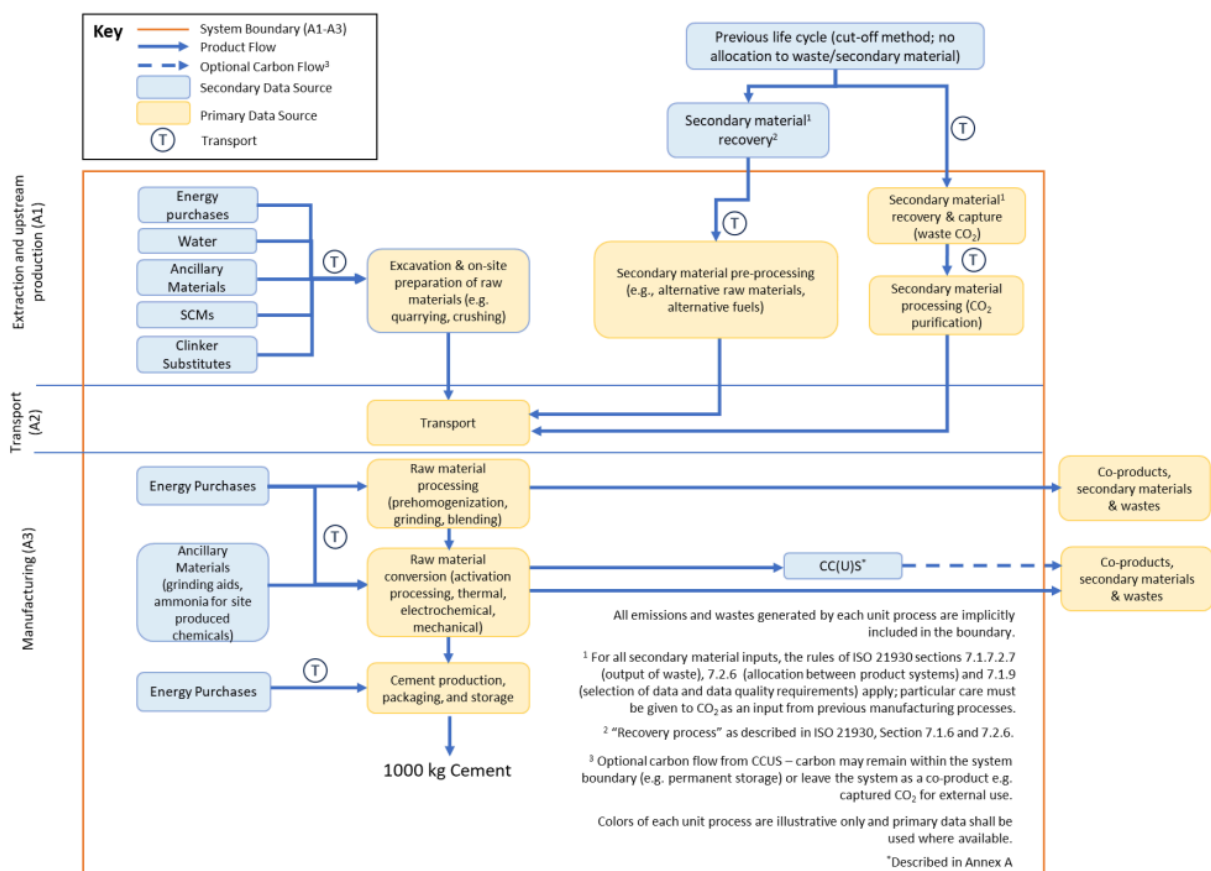 Key
System Boundary (A1-A3)
Product Flow
Optional Carbon Flow³
Secondary Data Source
Primary Data Source
T
Transport
Previous life cycle (cut-off method; no
allocation to waste/secondary material)
Secondary material¹
recovery²
T
Extraction and upstream
production (A1)
Energy
purchases
Water
Ancillary
Materials
SCMs
Clinker
Substitutes
T
Excavation & on-site
preparation of raw
materials (e.g.
quarrying, crushing)
T
Secondary material pre-processing
(e.g., alternative raw materials,
alternative fuels)
Secondary material¹
recovery & capture
(waste CO₂)
T
Secondary material
processing (CO₂
purification)
Transport
(A2)
Transport
Manufacturing (A3)
Energy Purchases
Raw material
processing
(prehomogenization,
grinding, blending)
Co-products,
secondary materials
& wastes
T
Ancillary
Materials
(grinding aids,
ammonia for site
produced
chemicals)
Raw material
conversion (activation
processing, thermal,
electrochemical,
mechanical)
CC(U)S*
Co-products,
secondary materials
& wastes
Energy Purchases
T
Cement production,
packaging, and storage
1000 kg Cement
All emissions and wastes generated by each unit process are implicitly
included in the boundary.
¹ For all secondary material inputs, the rules of ISO 21930 sections 7.1.7.2.7
(output of waste), 7.2.6 (allocation between product systems) and 7.1.9
(selection of data and data quality requirements) apply; particular care must
be given to CO₂ as an input from previous manufacturing processes.
² “Recovery process” as described in ISO 21930, Section 7.1.6 and 7.2.6.
³ Optional carbon flow from CCUS – carbon may remain within the system
boundary (e.g. permanent storage) or leave the system as a co-product e.g.
captured CO₂ for external use.
Colors of each unit process are illustrative only and primary data shall be
used where available.
*Described in Annex A